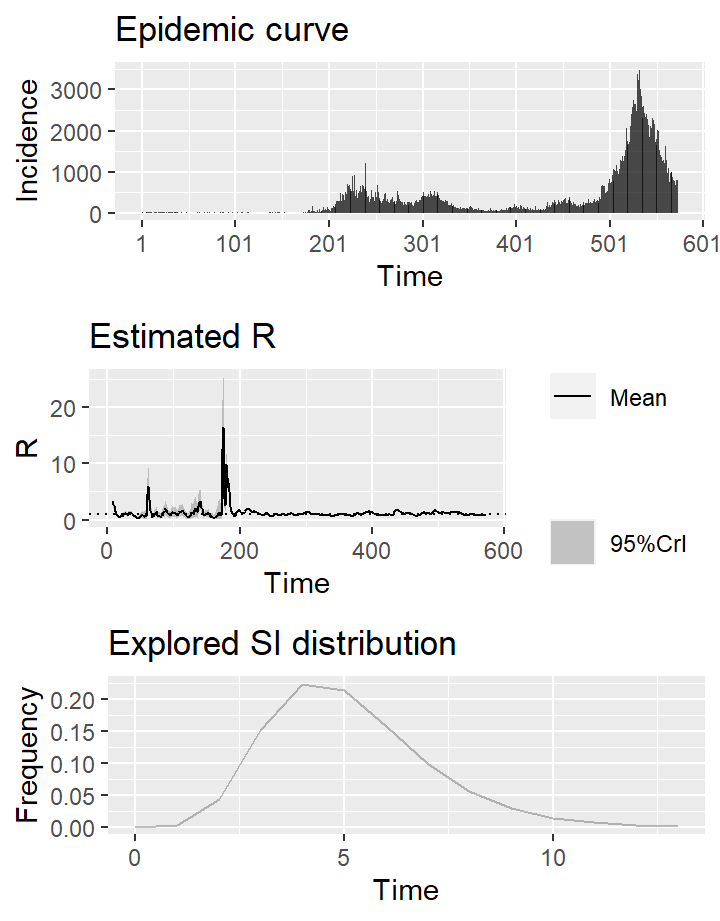 Epidemic curve
Incidence
3000
2000
1000
0
1 101 201 301 401 501 601
Time
Estimated R
R
20
10
0
0 200 400 600
Time
Mean
95%CrI
Explored SI distribution
Frequency
0.20
0.15
0.10
0.05
0.00
0 5 10
Time